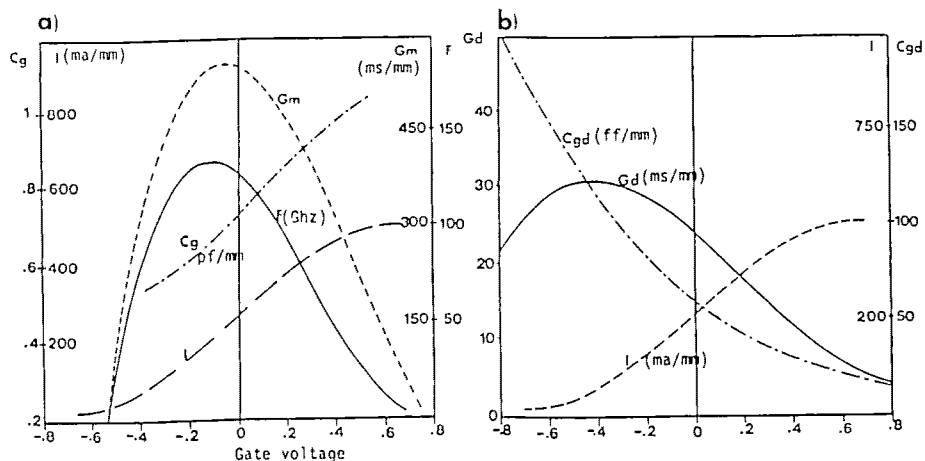 a)
Cg I (ma/mm)
Gm F
(ms/mm)
Gm
1 800
450 150
.8 600
F(Ghz)
300 100
Cg
pf/mm
.6 400
150 50
.4 200
I
.2
-.8 -.6 -.4 -.2 0 .2 .4 .6 .8
Gate voltage
b)
Gd
I Cgd
40
750 150
Cgd (ff/mm)
30
Gd (ms/mm)
100
20
10
200 50
I (ma/mm)
0
0
-.8 -.6 -.4 -.2 0 .2 .4 .6 .8